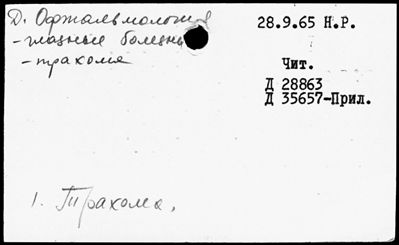 Д. Офтальмология
- глазные болезни
- трахома
28.9.65 Н.Р.
Чит.
Д 28863
Д 35657-Прил.
1. Трахома.